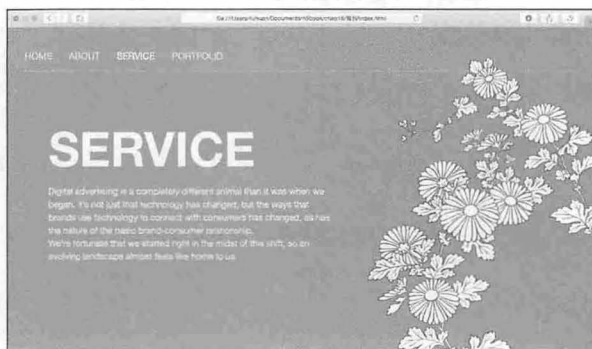 HOME ABOUT SERVICE PORTFOLIO
SERVICE
Digital advertising is a completely different animal than it was when we
began. It's not just that technology has changed, but the ways that
brands use technology to connect with consumers has changed, as has
the nature of the basic brand-consumer relationship.
We're fortunate that we started right in the midst of this shift, so an
evolving landscape almost feels like home to us.